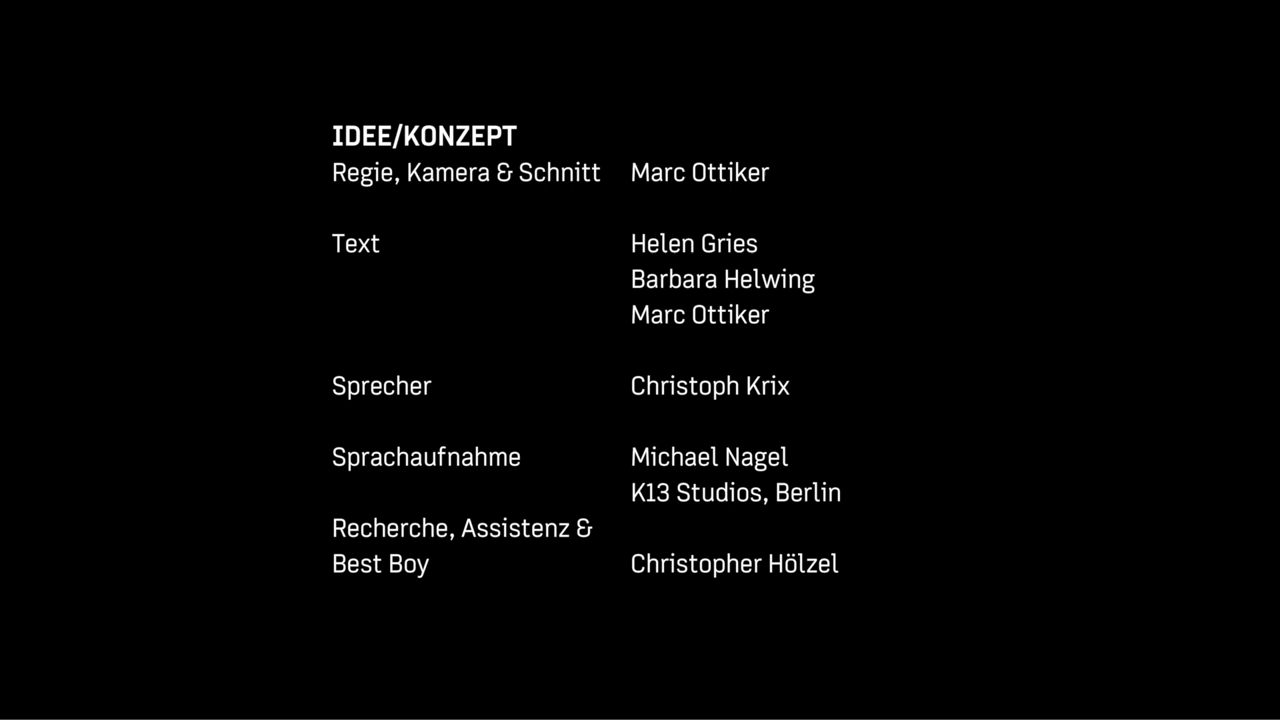 IDEE/KONZEPT
Regie, Kamera & Schnitt Marc Ottiker
Text Helen Gries
Barbara Helwing
Marc Ottiker
Sprecher Christoph Krix
Sprachaufnahme Michael Nagel
K13 Studios, Berlin
Recherche, Assistenz &
Best Boy Christopher Hölzel